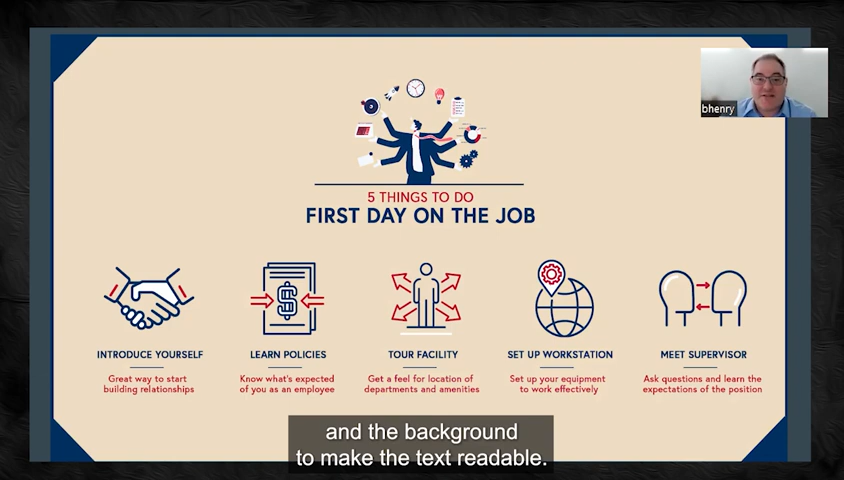 bhenry
5 THINGS TO DO
FIRST DAY ON THE JOB
INTRODUCE YOURSELF
Great way to start
building relationships
LEARN POLICIES
Know what's expected
of you as an employee
TOUR FACILITY
Get a feel for location of
departments and amenities
SET UP WORKSTATION
Set up your equipment
to work effectively
MEET SUPERVISOR
Ask questions and learn the
expectations of the position
and the background
to make the text readable.